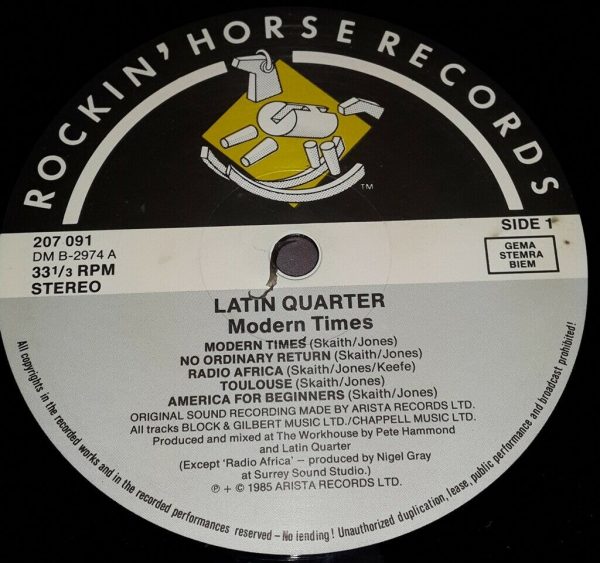 ROCKIN' HORSE RECORDS
TM
207 091
DM B-2974 A
33 1/3 RPM
STEREO
SIDE 1
GEMA
STEMRA
BIEM
LATIN QUARTER
Modern Times
MODERN TIMES (Skaith/Jones)
NO ORDINARY RETURN (Skaith/Jones)
RADIO AFRICA (Skaith/Jones/Keefe)
TOULOUSE (Skaith/Jones)
AMERICA FOR BEGINNERS (Skaith/Jones)
ORIGINAL SOUND RECORDING MADE BY ARISTA RECORDS LTD.
All tracks BLOCK & GILBERT MUSIC LTD./CHAPPELL MUSIC LTD.
Produced and mixed at The Workhouse by Pete Hammond
and Latin Quarter
(Except 'Radio Africa' – produced by Nigel Gray
at Surrey Sound Studio.)
℗ + © 1985 ARISTA RECORDS LTD.
All copyrights in the recorded works and in the recorded performances reserved – No lending! Unauthorized duplication, lease, public performance and broadcast prohibited!